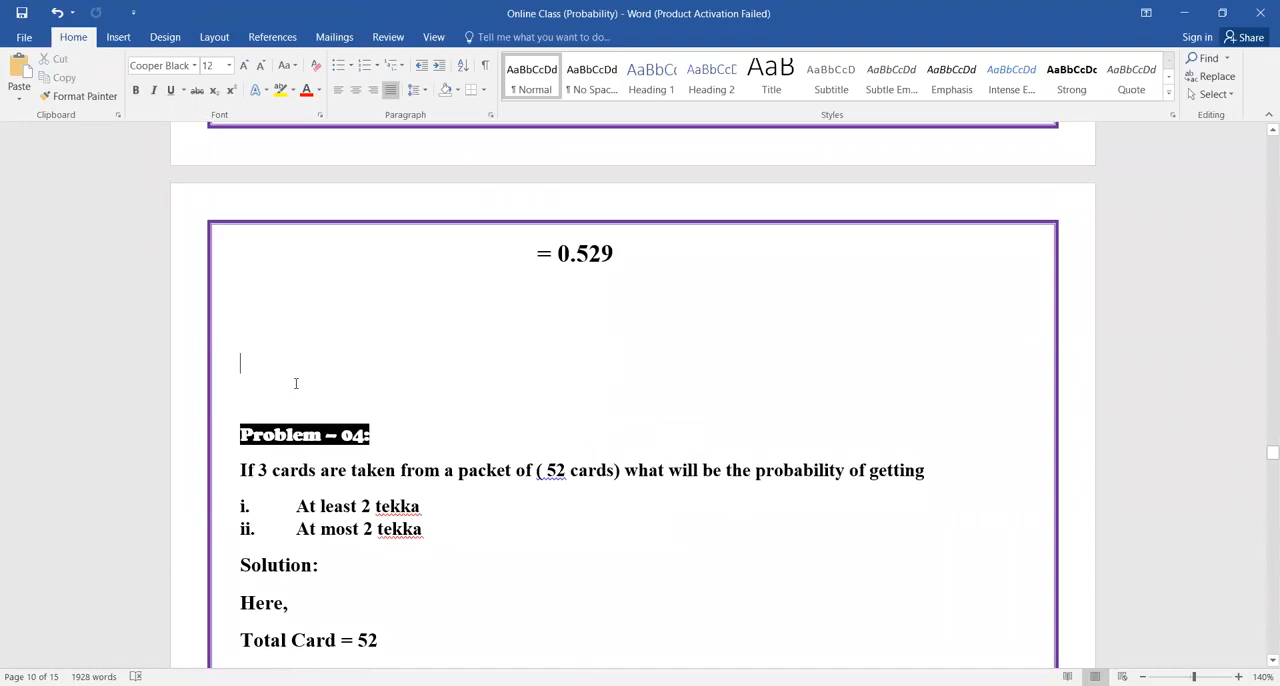 Online Class (Probability) - Word (Product Activation Failed)
File Home Insert Design Layout References Mailings Review View Tell me what you want to do... Sign in Share
Paste
Cut
Copy
Format Painter
Clipboard
Cooper Black 12
Font
Paragraph
AaBbCcDd AaBbCcDd AaBbC( AaBbCcD AaB AaBbCcD AaBbCcDd AaBbCcDd AaBbCcDd AaBbCcDc AaBbCcDd
¶ Normal ¶ No Spac... Heading 1 Heading 2 Title Subtitle Subtle Em... Emphasis Intense E... Strong Quote
Styles
Find
Replace
Select
Editing
= 0.529
Problem – 04:
If 3 cards are taken from a packet of ( 52 cards) what will be the probability of getting
i. At least 2 tekka
ii. At most 2 tekka
Solution:
Here,
Total Card = 52
Page 10 of 15 1928 words 140%